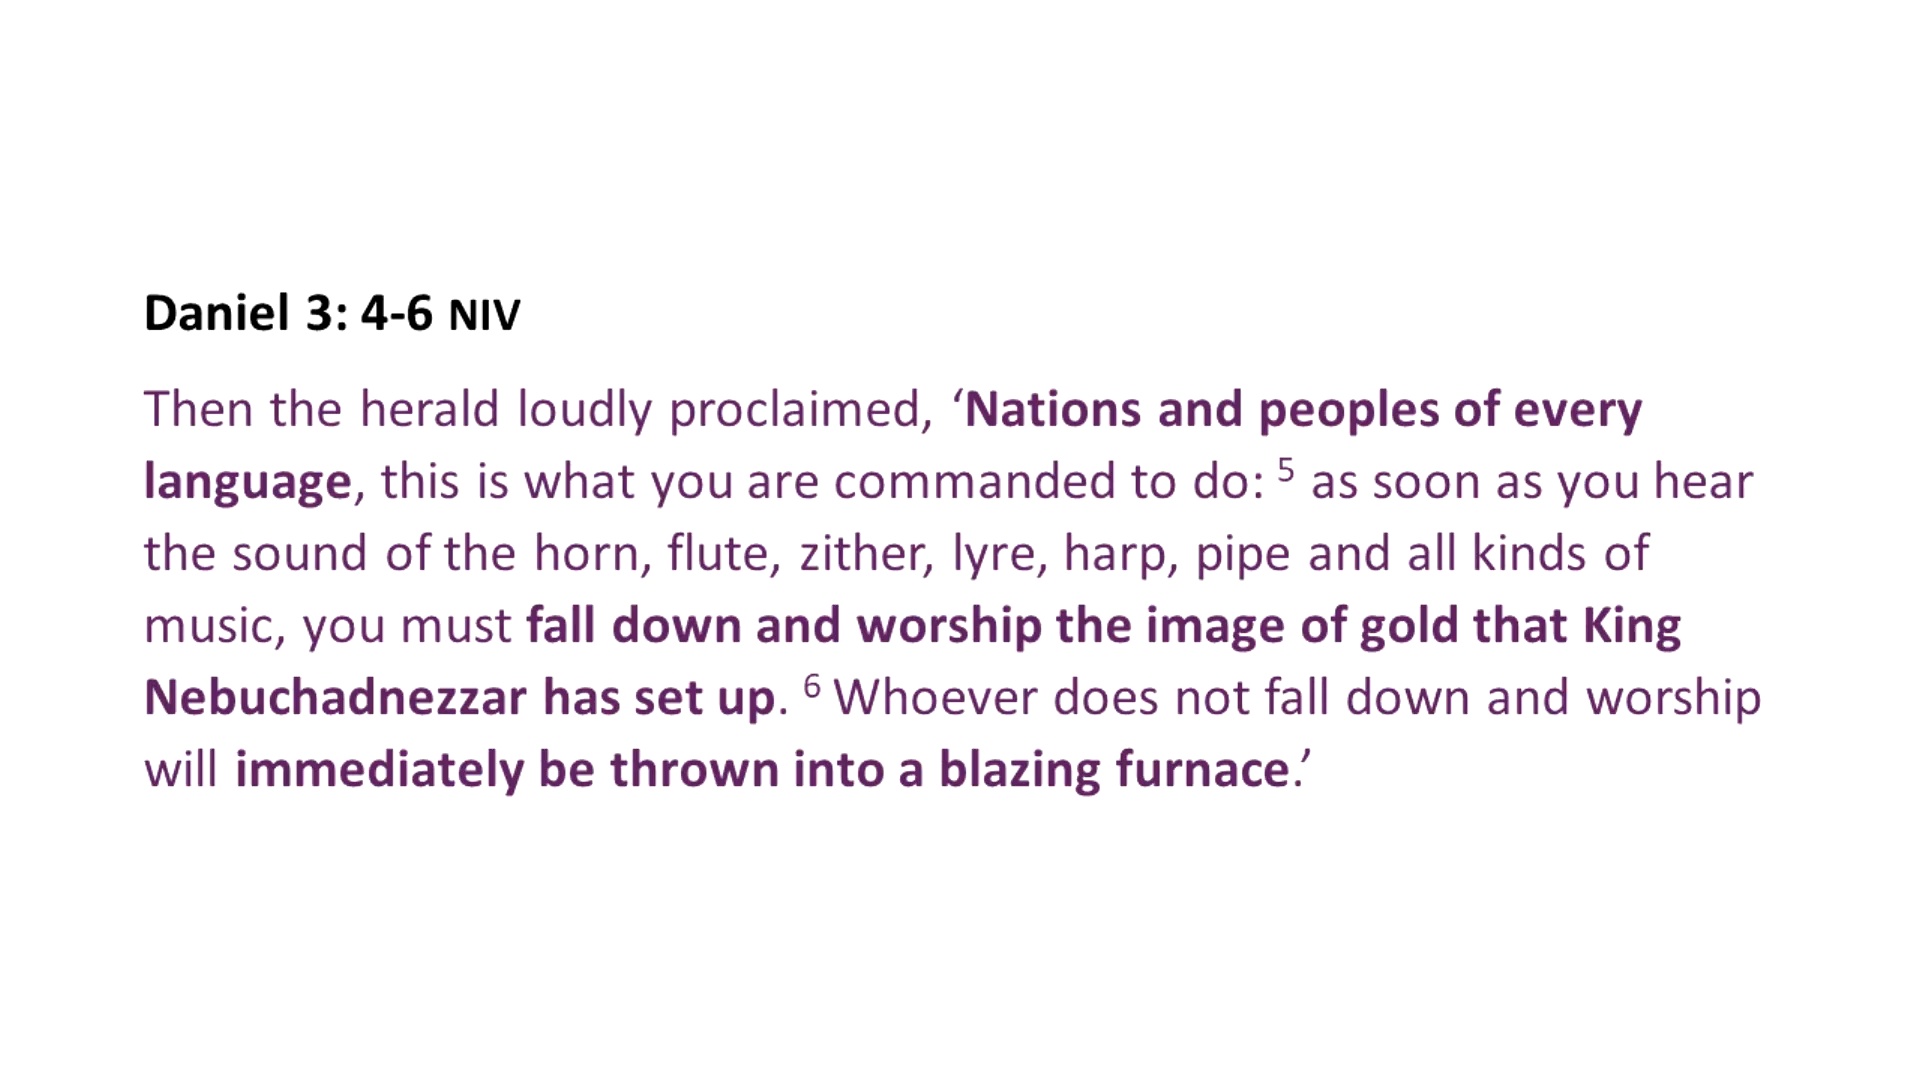 Daniel 3: 4-6 NIV
Then the herald loudly proclaimed, ‘Nations and peoples of every
language, this is what you are commanded to do: 5 as soon as you hear
the sound of the horn, flute, zither, lyre, harp, pipe and all kinds of
music, you must fall down and worship the image of gold that King
Nebuchadnezzar has set up. 6 Whoever does not fall down and worship
will immediately be thrown into a blazing furnace.’